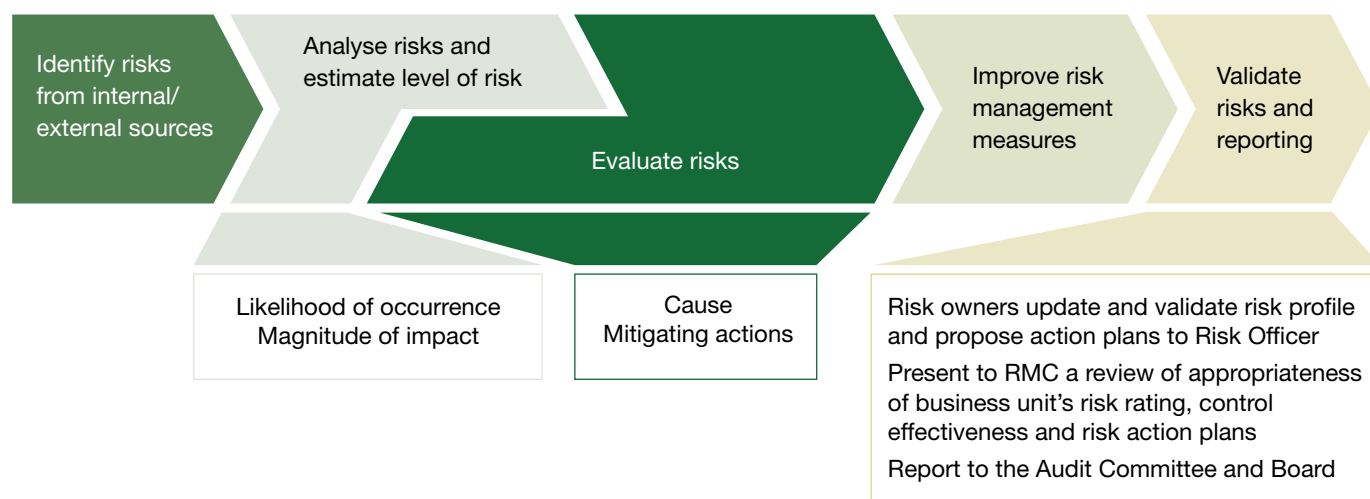 Identify risks
from internal/
external sources
Analyse risks and
estimate level of risk
Evaluate risks
Improve risk
management
measures
Validate
risks and
reporting
Likelihood of occurrence
Magnitude of impact
Cause
Mitigating actions
Risk owners update and validate risk profile
and propose action plans to Risk Officer
Present to RMC a review of appropriateness
of business unit’s risk rating, control
effectiveness and risk action plans
Report to the Audit Committee and Board